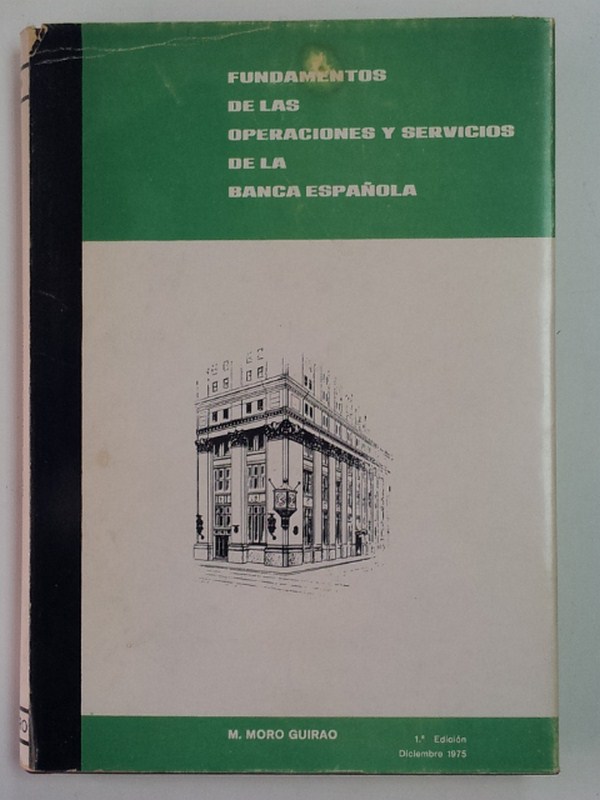 FUNDAMENTOS
DE LAS
OPERACIONES Y SERVICIOS
DE LA
BANCA ESPAÑOLA
M. MORO GUIRAO
1.ª Edición
Diciembre 1975